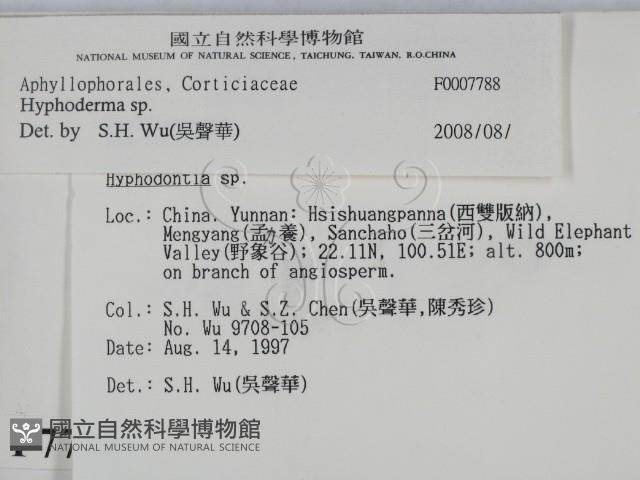 國立自然科學博物館
NATIONAL MUSEUM OF NATURAL SCIENCE, TAICHUNG, TAIWAN, R.O.CHINA
Aphyllophorales, Corticiaceae F0007788
Hyphoderma sp.
Det. by S.H. Wu(吳聲華) 2008/08/
Hyphodontia sp.
Loc.: China. Yunnan: Hsishuangpanna(西雙版納),
Mengyang(孟力養), Sanchaho(三岔河), Wild Elephant
Valley(野象谷); 22.11N, 100.51E; alt. 800m;
on branch of angiosperm.
Col.: S.H. Wu & S.Z. Chen(吳聲華,陳秀珍)
No. Wu 9708-105
Date: Aug. 14, 1997
Det.: S.H. Wu(吳聲華)
國立自然科學博物館
NATIONAL MUSEUM OF NATURAL SCIENCE